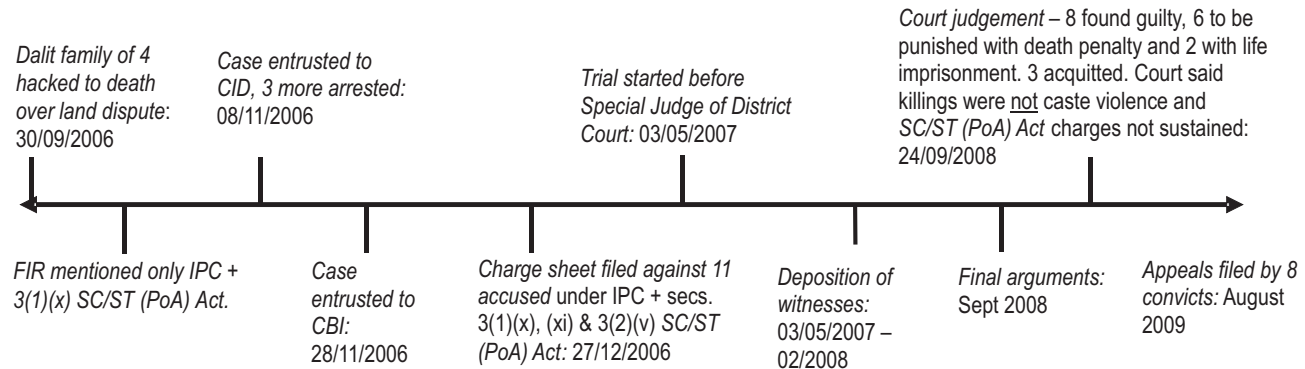 Dalit family of 4
hacked to death
over land dispute:
30/09/2006
Case entrusted to
CID, 3 more arrested:
08/11/2006
Trial started before
Special Judge of District
Court: 03/05/2007
Court judgement – 8 found guilty, 6 to be
punished with death penalty and 2 with life
imprisonment. 3 acquitted. Court said
killings were not caste violence and
SC/ST (PoA) Act charges not sustained:
24/09/2008
FIR mentioned only IPC +
3(1)(x) SC/ST (PoA) Act.
Case
entrusted to
CBI:
28/11/2006
Charge sheet filed against 11
accused under IPC + secs.
3(1)(x), (xi) & 3(2)(v) SC/ST
(PoA) Act: 27/12/2006
Deposition of
witnesses:
03/05/2007 –
02/2008
Final arguments:
Sept 2008
Appeals filed by 8
convicts: August
2009